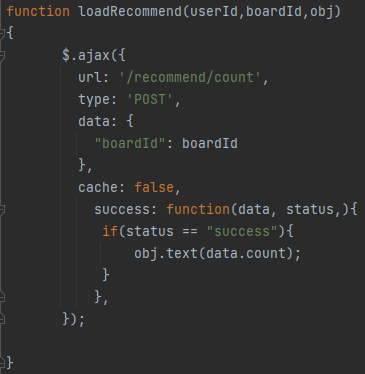 function loadRecommend(userId,boardId,obj)
{
$.ajax({
url: '/recommend/count',
type: 'POST',
data: {
"boardId": boardId
},
cache: false,
success: function(data, status,){
if(status == "success"){
obj.text(data.count);
}
},
});
}